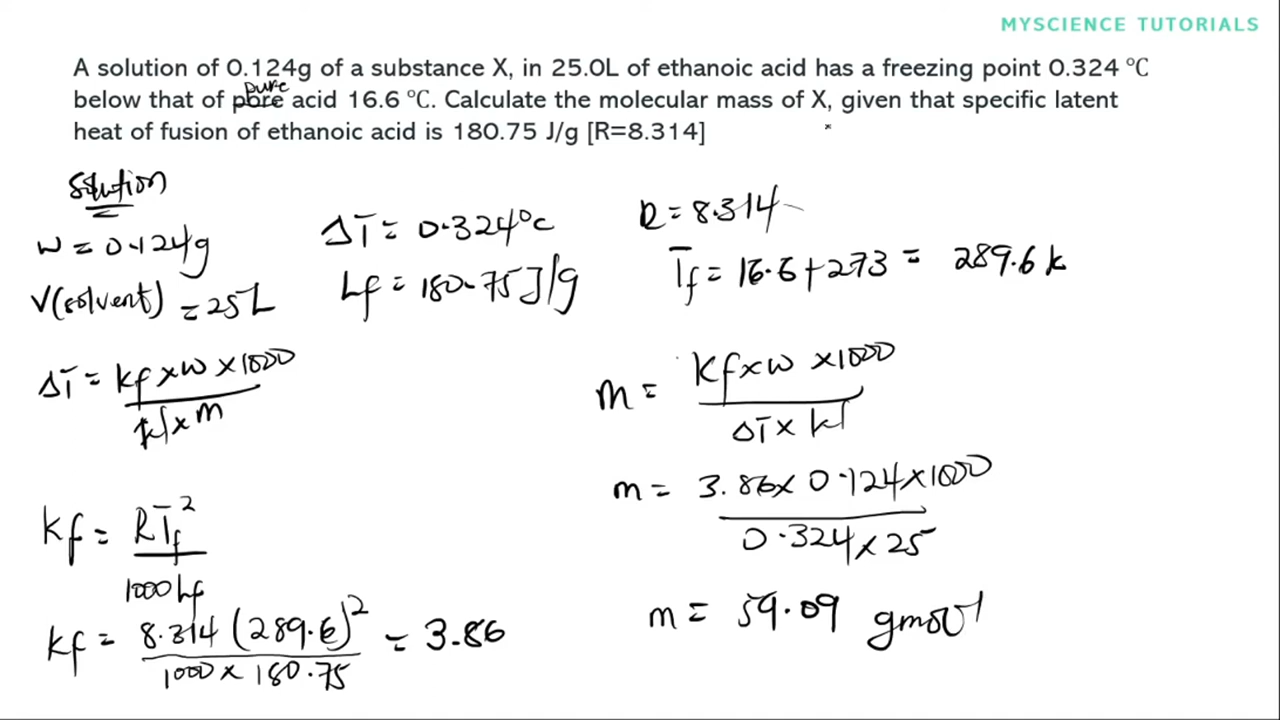 MYSCIENCE TUTORIALS
A solution of 0.124g of a substance X, in 25.0L of ethanoic acid has a freezing point 0.324 °C
pure
below that of pore acid 16.6 °C. Calculate the molecular mass of X, given that specific latent
heat of fusion of ethanoic acid is 180.75 J/g [R=8.314]
Solution
w = 0.124g
V(solvent) = 25L
ΔT = 0.324°C
Lf = 180.75J/g
R = 8.314
Tf = 16.6+273 = 289.6 k
ΔT = kf x w x 1000
x m
kf = RTf²
1000 Lf
kf = 8.314 (289.6)² = 3.86
1000 x 180.75
m = Kf x w x 1000
ΔT x
m = 3.86 x 0.124 x 1000
0.324 x 25
m = 59.09 gmol⁻¹